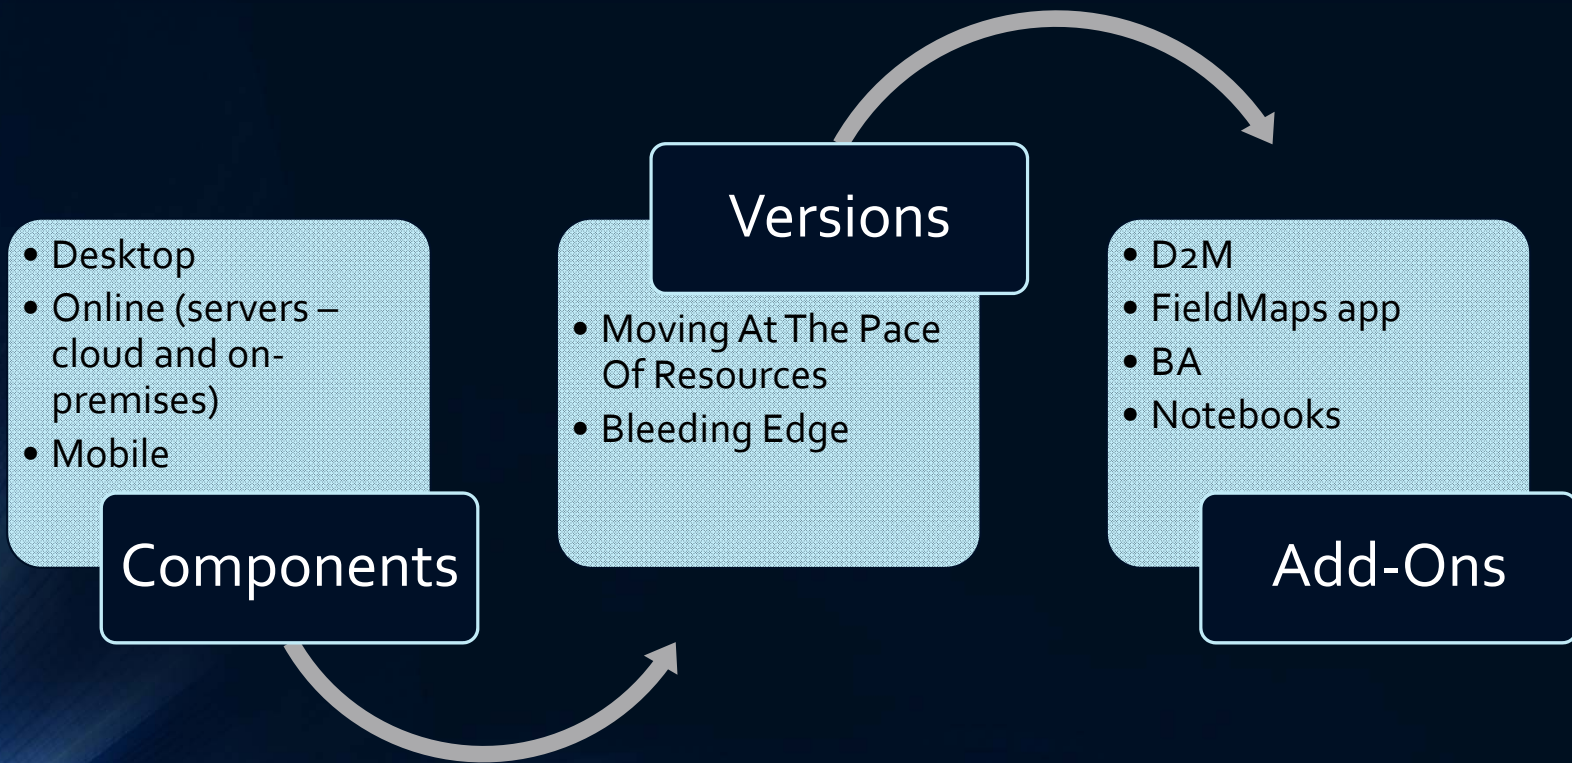 • Desktop
• Online (servers –
cloud and on-
premises)
• Mobile
Components
Versions
• Moving At The Pace
Of Resources
• Bleeding Edge
• D2M
• FieldMaps app
• BA
• Notebooks
Add-Ons